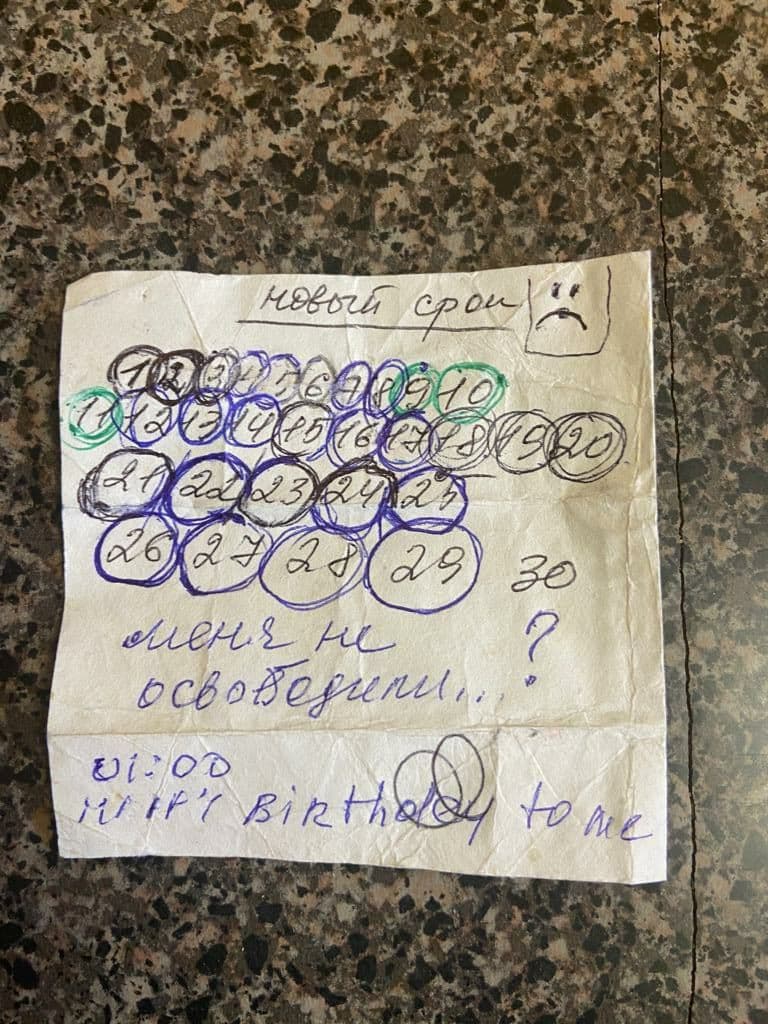 новый срок
1 2 3 4 5 6 7 8 9 10
11 12 13 14 15 16 17 18 19 20
21 22 23 24 25
26 27 28 29 30
меня не ?
освободили...
01:00
HAPPY BIRthday to me